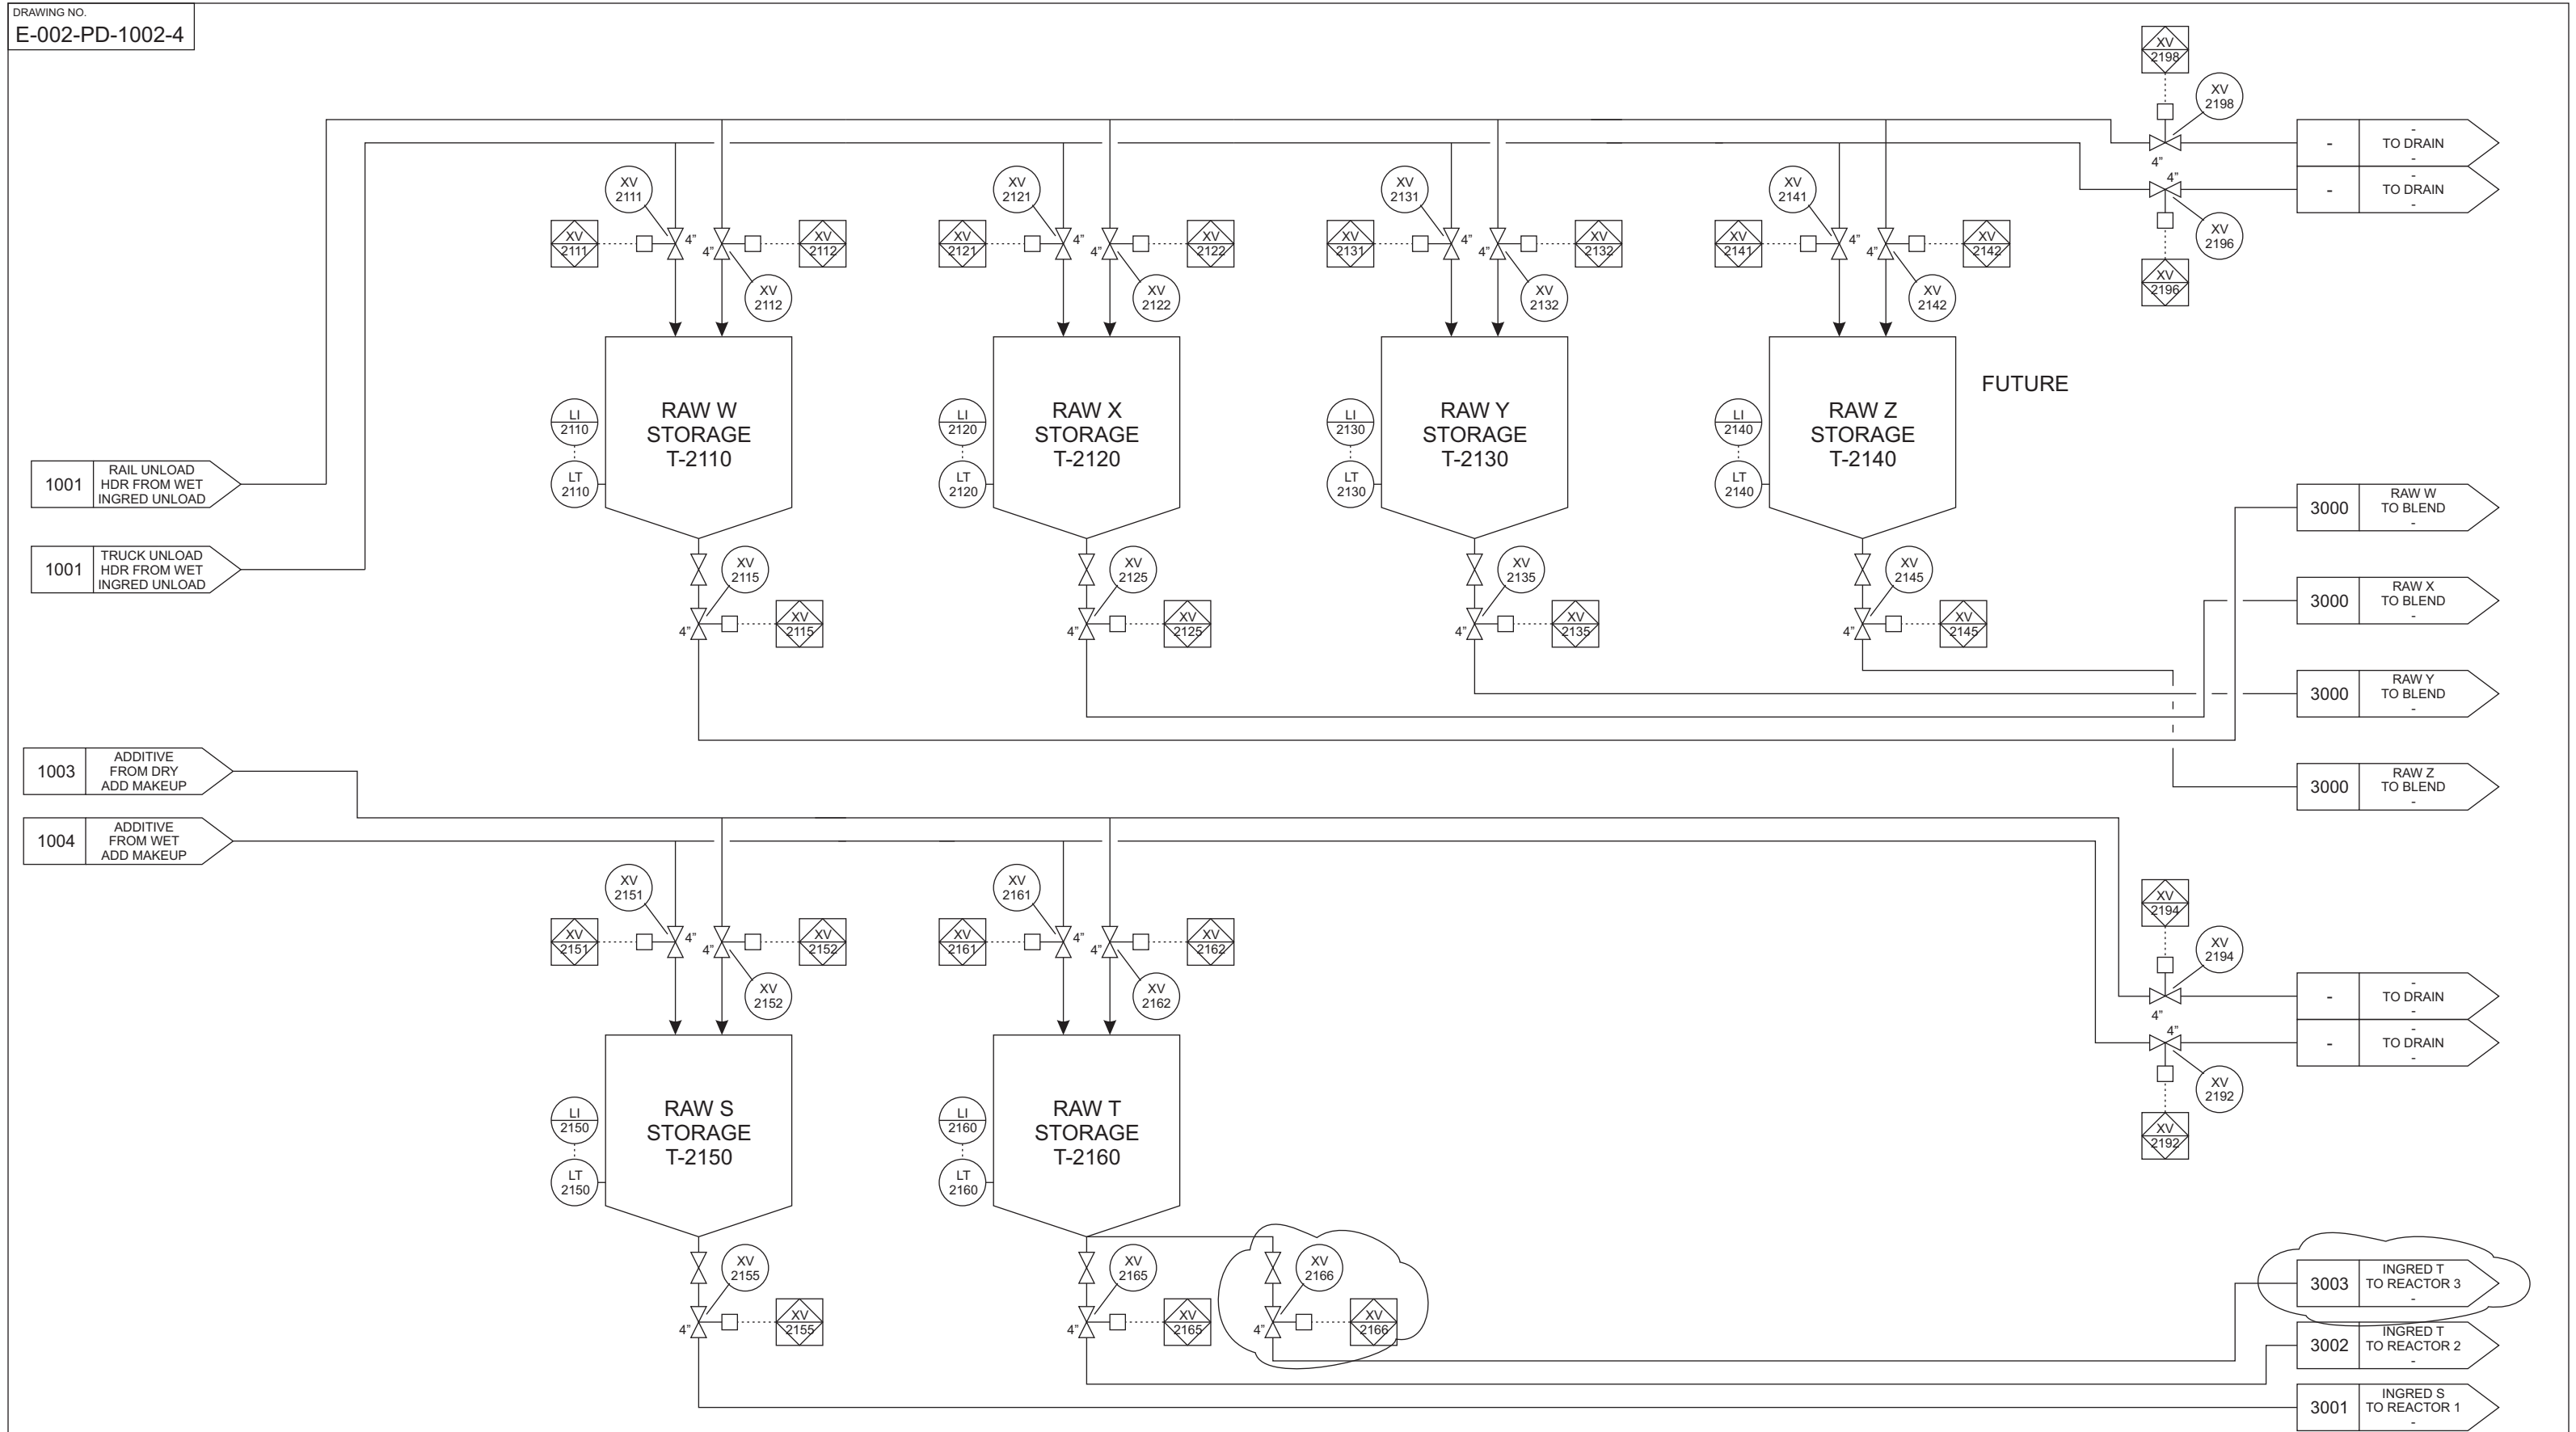 DRAWING NO.
E-002-PD-1002-4
XV
2198
XV
2198
-
-
TO DRAIN
-
4"
4"
-
-
TO DRAIN
-
XV
2196
XV
2196
XV
2111
XV
2111
4"
4"
XV
2112
XV
2112
XV
2121
XV
2121
4"
4"
XV
2122
XV
2122
XV
2131
XV
2131
4"
4"
XV
2132
XV
2132
XV
2141
XV
2141
4"
4"
XV
2142
XV
2142
FUTURE
LI
2110
LT
2110
RAW W
STORAGE
T-2110
LI
2120
LT
2120
RAW X
STORAGE
T-2120
LI
2130
LT
2130
RAW Y
STORAGE
T-2130
LI
2140
LT
2140
RAW Z
STORAGE
T-2140
1001
RAIL UNLOAD
HDR FROM WET
INGRED UNLOAD
1001
TRUCK UNLOAD
HDR FROM WET
INGRED UNLOAD
XV
2115
4"
XV
2115
XV
2125
4"
XV
2125
XV
2135
4"
XV
2135
XV
2145
4"
XV
2145
3000
RAW W
TO BLEND
-
3000
RAW X
TO BLEND
-
3000
RAW Y
TO BLEND
-
3000
RAW Z
TO BLEND
-
1003
ADDITIVE
FROM DRY
ADD MAKEUP
1004
ADDITIVE
FROM WET
ADD MAKEUP
XV
2151
XV
2151
4"
4"
XV
2152
XV
2152
XV
2161
XV
2161
4"
4"
XV
2162
XV
2162
XV
2194
XV
2194
-
-
TO DRAIN
-
4"
4"
-
-
TO DRAIN
-
XV
2192
XV
2192
LI
2150
LT
2150
RAW S
STORAGE
T-2150
LI
2160
LT
2160
RAW T
STORAGE
T-2160
XV
2155
4"
XV
2155
XV
2165
4"
XV
2165
XV
2166
4"
XV
2166
3003
INGRED T
TO REACTOR 3
-
3002
INGRED T
TO REACTOR 2
-
3001
INGRED S
TO REACTOR 1
-